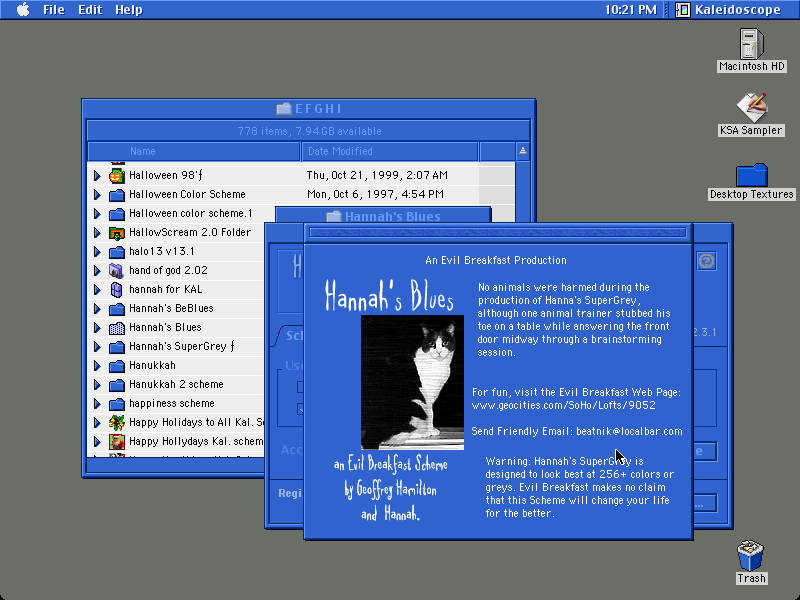 File Edit Help
10:21 PM
Kaleidoscope
Macintosh HD
KSA Sampler
Desktop Textures
Trash
E F G H I
778 items, 7.94 GB available
Name
Date Modified
Halloween 98'ƒ
Thu, Oct 21, 1999, 2:07 AM
Halloween Color Scheme
Mon, Oct 6, 1997, 4:54 PM
Halloween color scheme.1
HallowScream 2.0 Folder
halo13 v13.1
hand of god 2.02
hannah for KAL
Hannah's BeBlues
Hannah's Blues
Hannah's SuperGrey ƒ
Hanukkah
Hanukkah 2 scheme
happiness scheme
Happy Holidays to All Kal. S
Happy Hollydays Kal. schem
Hannah's Blues
H
Sc
Us
Acc
Regi
2.3.1
e
...
An Evil Breakfast Production
Hannah's Blues
an Evil Breakfast Scheme
by Geoffrey Hamilton
and Hannah.
No animals were harmed during the
production of Hanna's SuperGrey,
although one animal trainer stubbed his
toe on a table while answering the front
door midway through a brainstorming
session.
For fun, visit the Evil Breakfast Web Page:
www.geocities.com/SoHo/Lofts/9052
Send Friendly Email: beatnik@localbar.com
Warning: Hannah's SuperGrey is
designed to look best at 256+ colors or
greys. Evil Breakfast makes no claim
that this Scheme will change your life
for the better.